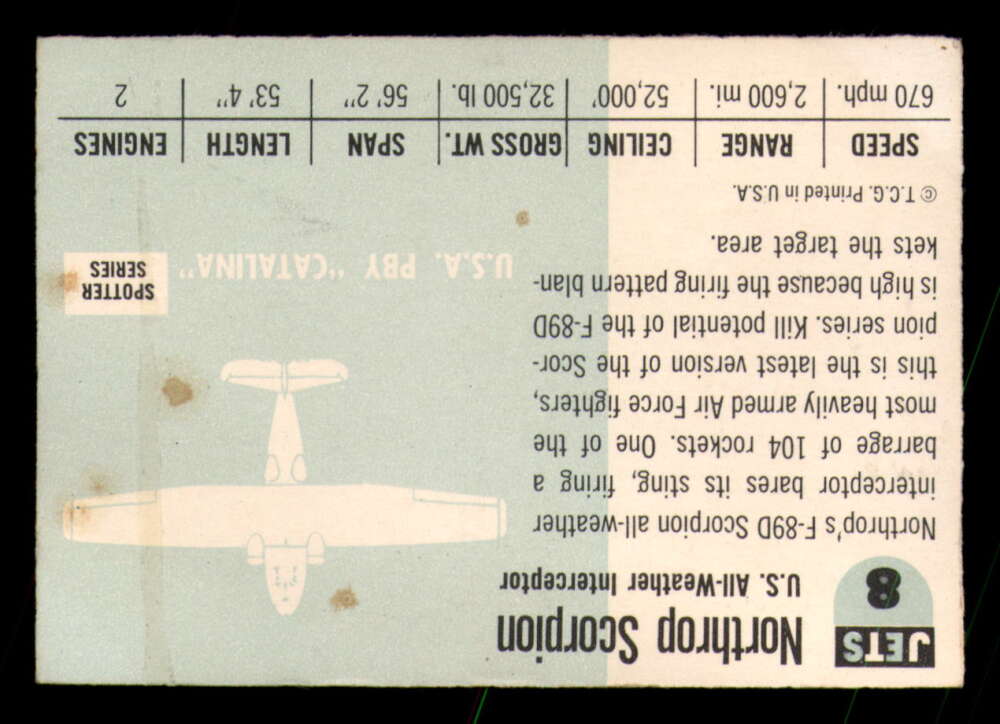 JETS
8
Northrop Scorpion
U.S. All-Weather Interceptor
Northrop's F-89D Scorpion all-weather
interceptor bares its sting, firing a
barrage of 104 rockets. One of the
most heavily armed Air Force fighters,
this is the latest version of the Scor-
pion series. Kill potential of the F-89D
is high because the firing pattern blan-
kets the target area.
© T.C.G. Printed in U.S.A.
U.S.A. PBY "CATALINA"
SPOTTER
SERIES
SPEED RANGE CEILING GROSS WT. SPAN LENGTH ENGINES
670 mph. 2,600 mi. 52,000' 32,500 lb. 56' 2" 53' 4" 2